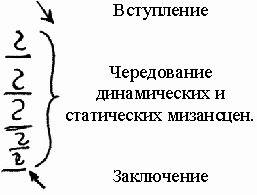 Вступление
Чередование
динамических и
статических мизансцен.
Заключение